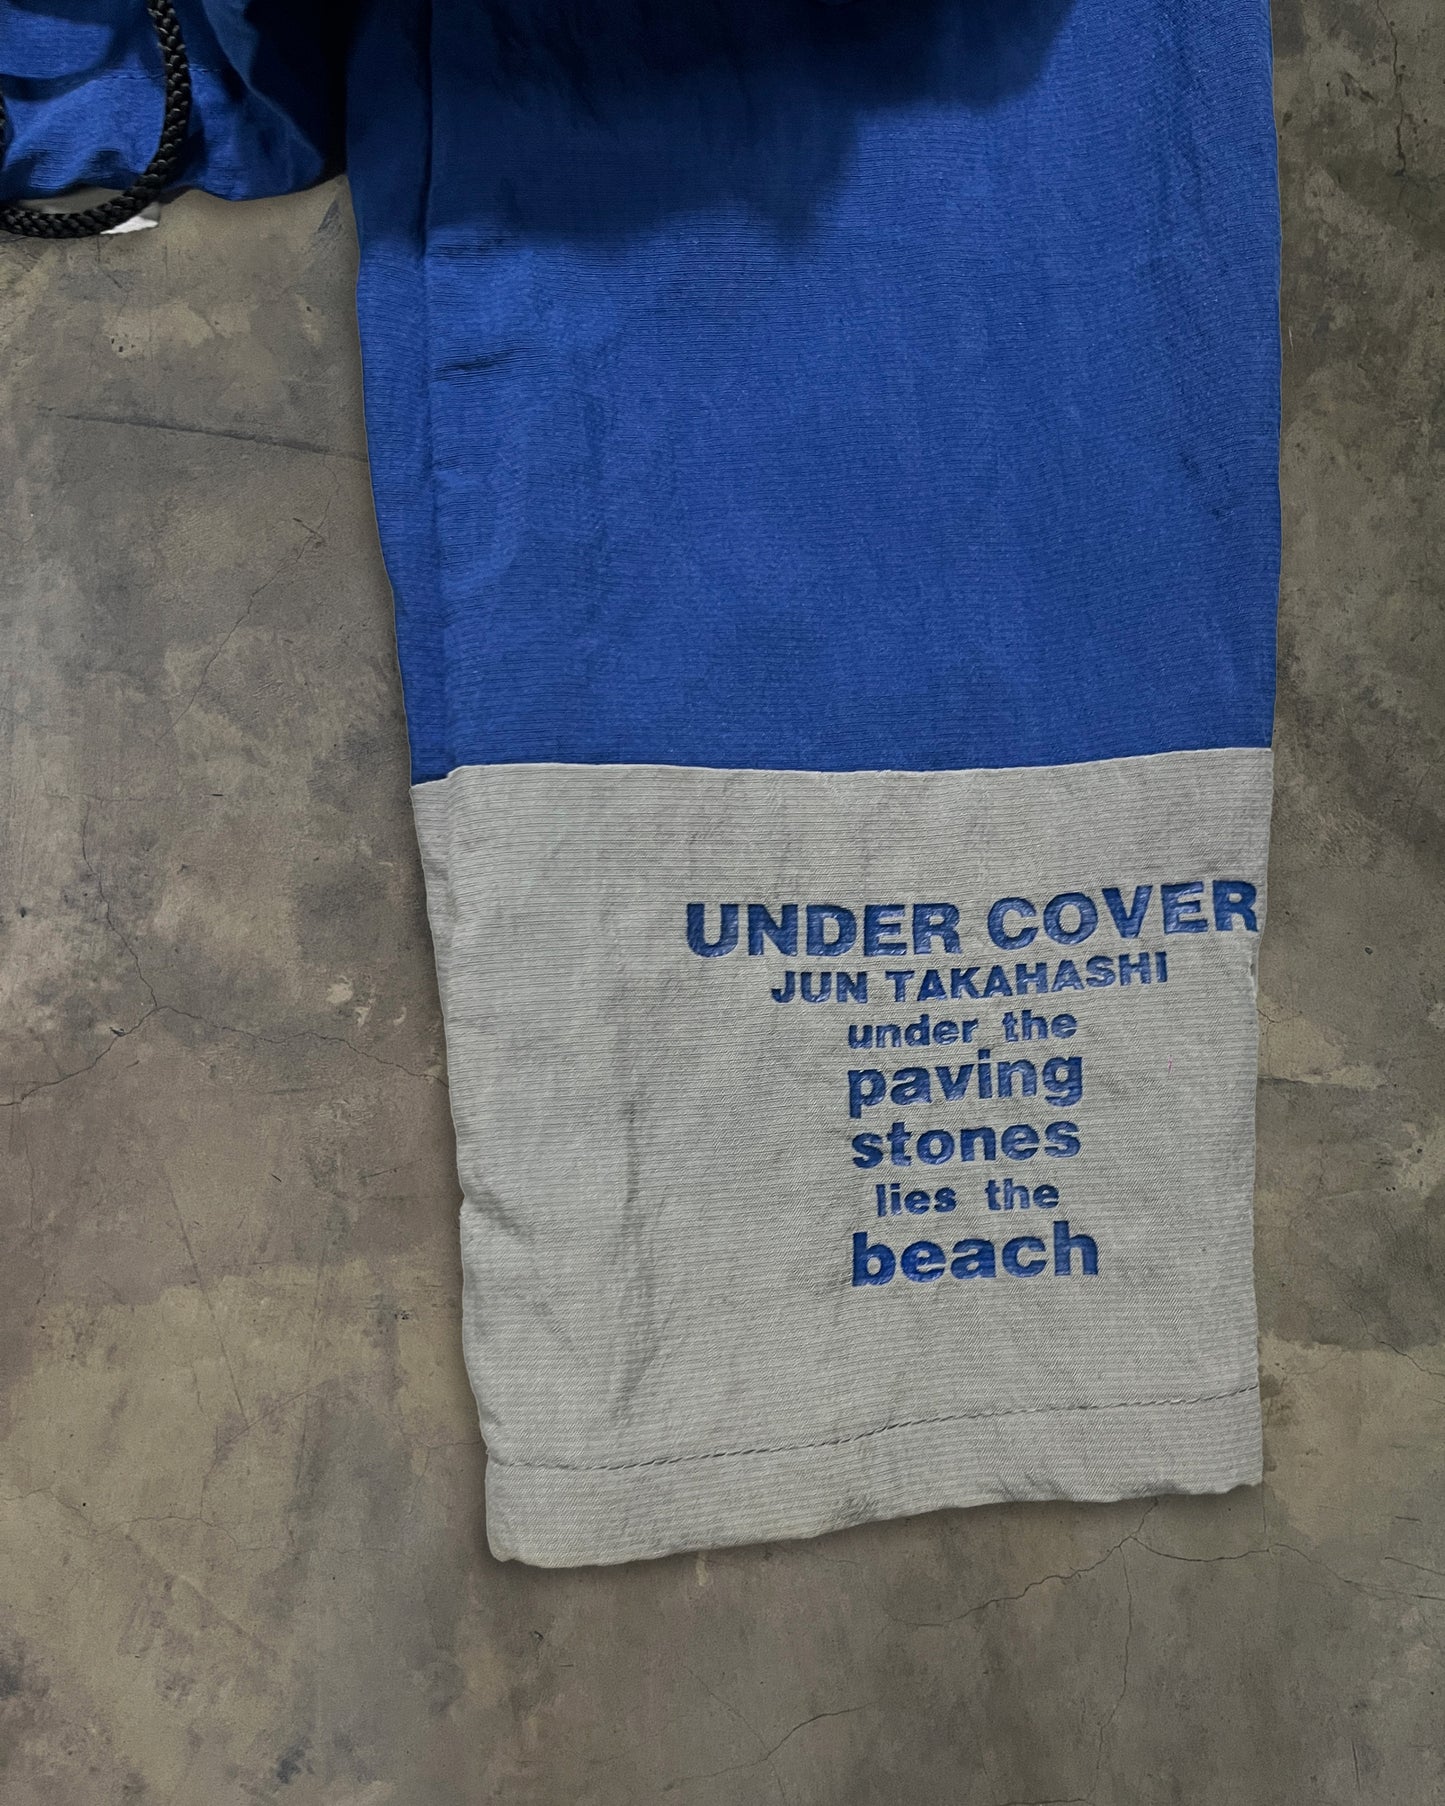 UNDER COVER
JUN TAKAHASHI
under the
paving
stones
lies the
beach